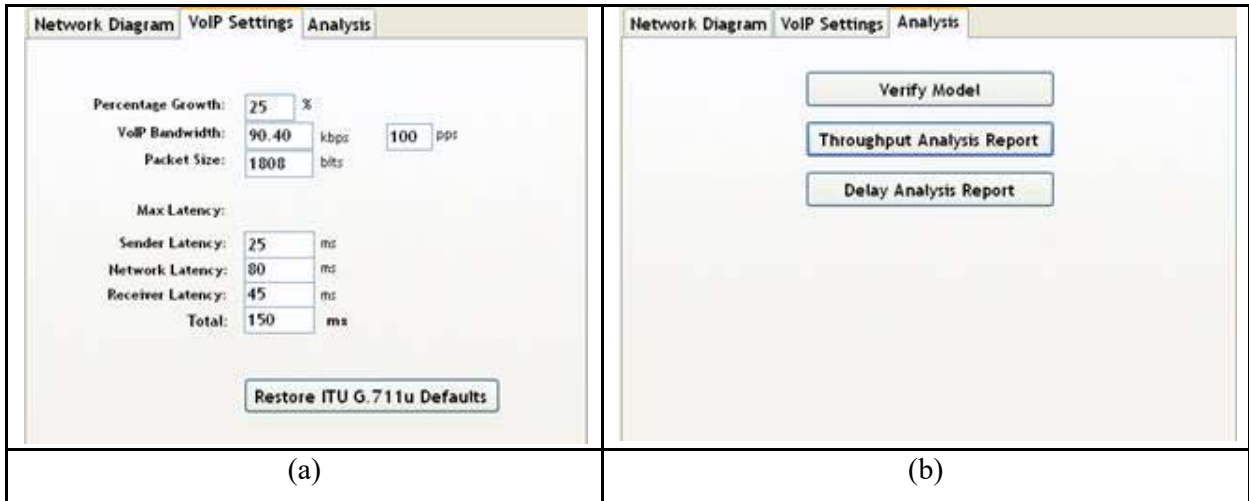 Network Diagram VoIP Settings Analysis
Percentage Growth: 25 %
VoIP Bandwidth: 90.40 kbps 100 pps
Packet Size: 1808 bits
Max Latency:
Sender Latency: 25 ms
Network Latency: 80 ms
Receiver Latency: 45 ms
Total: 150 ms
Restore ITU G.711u Defaults
(a)
Network Diagram VoIP Settings Analysis
Verify Model
Throughput Analysis Report
Delay Analysis Report
(b)